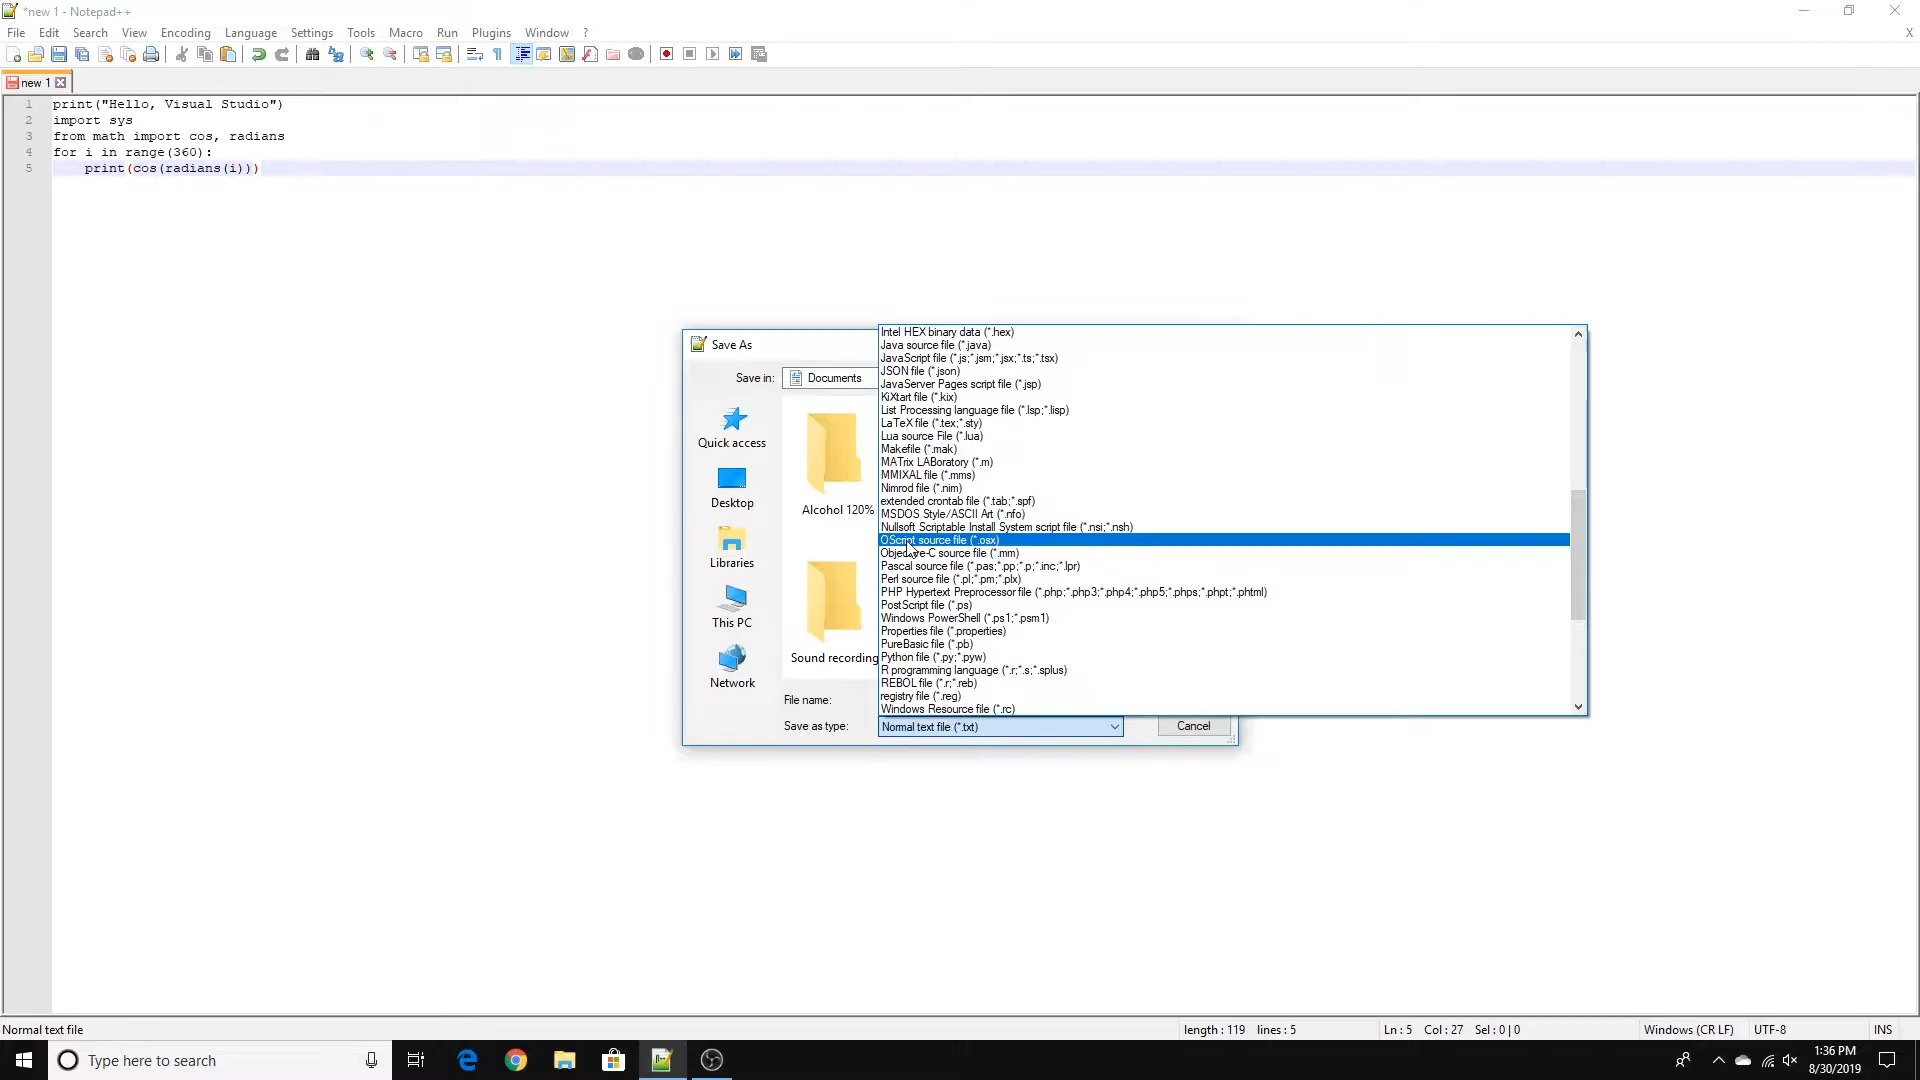 *new 1 - Notepad++
File Edit Search View Encoding Language Settings Tools Macro Run Plugins Window ?
X
new 1
1 print("Hello, Visual Studio")
2 import sys
3 from math import cos, radians
4 for i in range(360):
5 print(cos(radians(i)))
Save As
Save in: Documents
Quick access
Desktop
Libraries
This PC
Network
Alcohol 120%
Sound recording
Intel HEX binary data (*.hex)
Java source file (*.java)
JavaScript file (*.js;*.jsm;*.jsx;*.ts;*.tsx)
JSON file (*.json)
JavaServer Pages script file (*.jsp)
KiXtart file (*.kix)
List Processing language file (*.lsp;*.lisp)
LaTeX file (*.tex;*.sty)
Lua source File (*.lua)
Makefile (*.mak)
MATrix LABoratory (*.m)
MMIXAL file (*.mms)
Nimrod file (*.nim)
extended crontab file (*.tab;*.spf)
MSDOS Style/ASCII Art (*.nfo)
Nullsoft Scriptable Install System script file (*.nsi;*.nsh)
OScript source file (*.osx)
Objective-C source file (*.mm)
Pascal source file (*.pas;*.pp;*.p;*.inc;*.lpr)
Perl source file (*.pl;*.pm;*.plx)
PHP Hypertext Preprocessor file (*.php;*.php3;*.php4;*.php5;*.phps;*.phpt;*.phtml)
PostScript file (*.ps)
Windows PowerShell (*.ps1;*.psm1)
Properties file (*.properties)
PureBasic file (*.pb)
Python file (*.py;*.pyw)
R programming language (*.r;*.s;*.splus)
REBOL file (*.r;*.reb)
registry file (*.reg)
Windows Resource file (*.rc)
File name:
Save as type: Normal text file (*.txt) Cancel
Normal text file length : 119 lines : 5 Ln : 5 Col : 27 Sel : 0 | 0 Windows (CR LF) UTF-8 INS
Type here to search
1:36 PM
8/30/2019